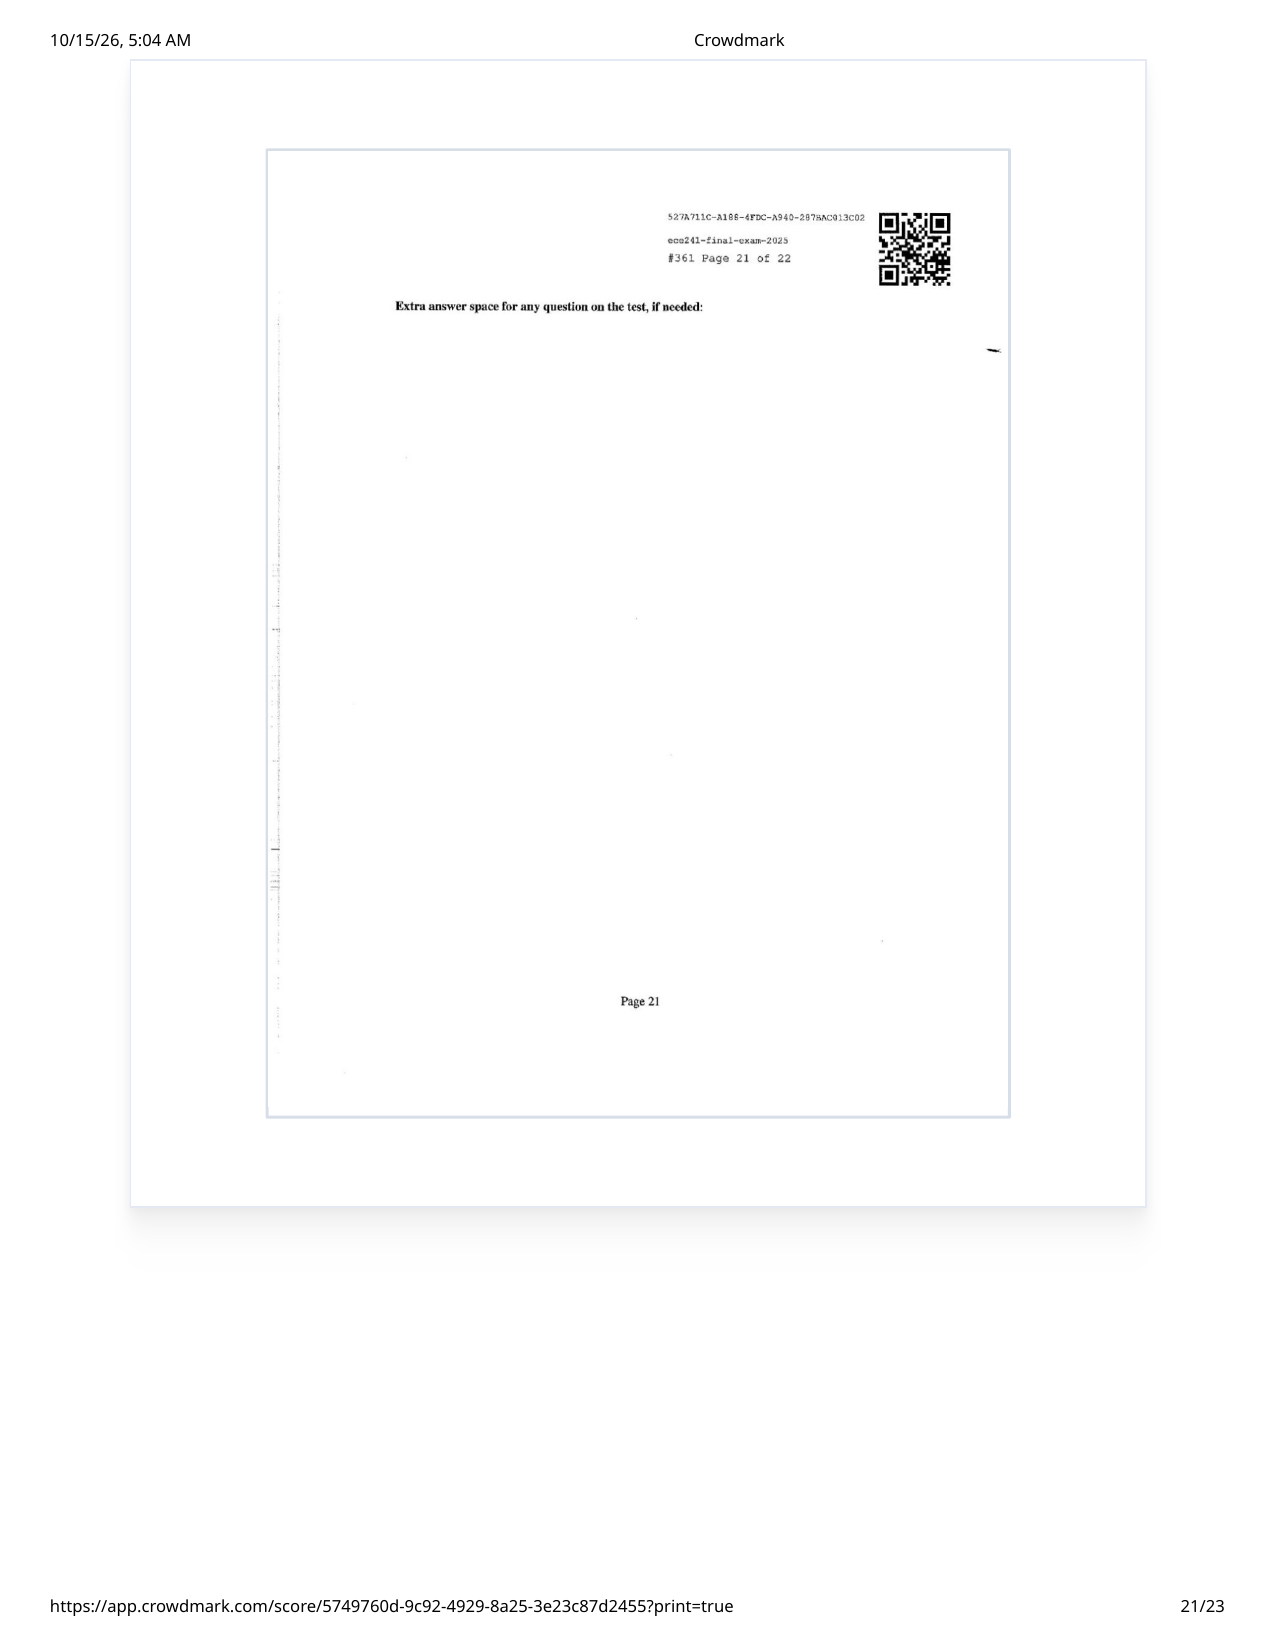 10/15/26, 5:04 AM
Crowdmark
527A711C-A188-4FDC-A940-287BAC013C02
ece241-final-exam-2025
#361 Page 21 of 22
Extra answer space for any question on the test, if needed:
Page 21
https://app.crowdmark.com/score/5749760d-9c92-4929-8a25-3e23c87d2455?print=true
21/23